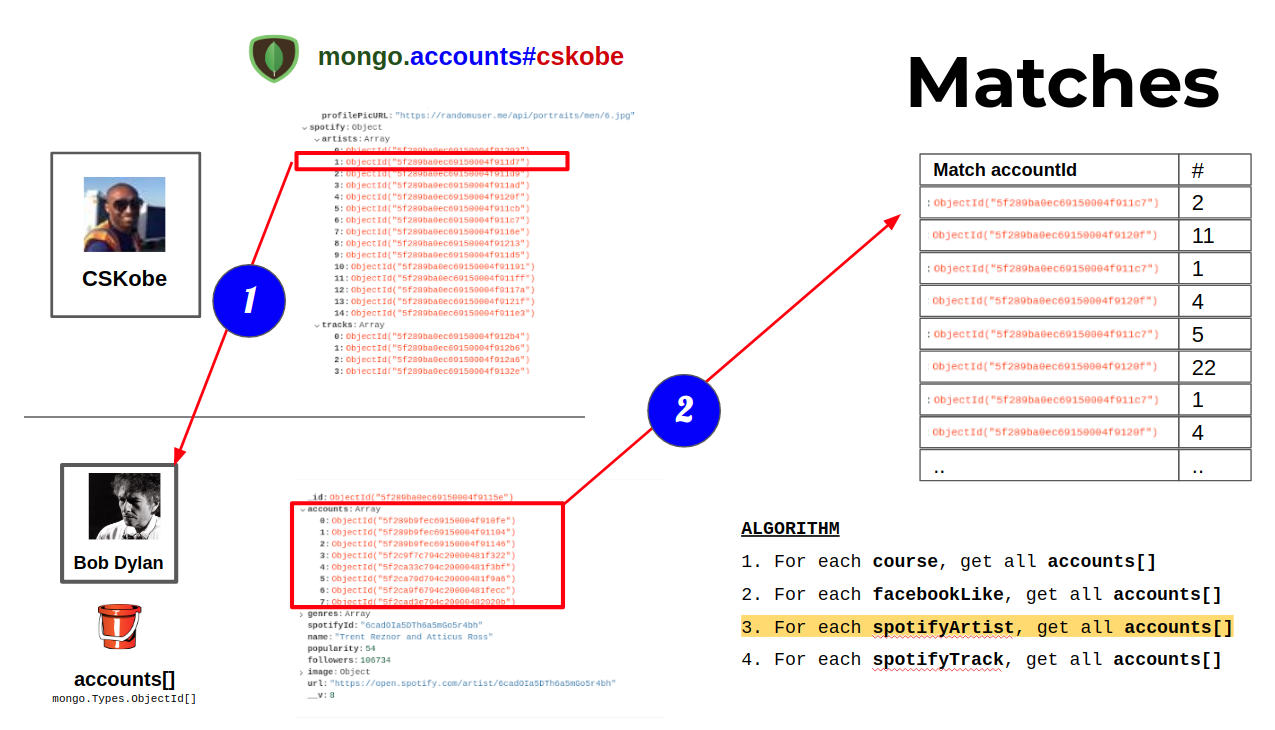 mongo.accounts#cskobe
Matches
profilePicURL: "https://randomuser.me/api/portraits/men/6.jpg"
spotify: Object
artists: Array
1: ObjectId("5f289ba0ec69150004f911d7")
2: ObjectId("5f289ba0ec69150004f911d9")
3: ObjectId("5f289ba0ec69150004f911ad")
4: ObjectId("5f289ba0ec69150004f9120f")
5: ObjectId("5f289ba0ec69150004f911cb")
6: ObjectId("5f289ba0ec69150004f911c7")
7: ObjectId("5f289ba0ec69150004f9116e")
8: ObjectId("5f289ba0ec69150004f91213")
9: ObjectId("5f289ba0ec69150004f911d5")
10: ObjectId("5f289ba0ec69150004f91191")
11: ObjectId("5f289ba0ec69150004f911ff")
12: ObjectId("5f289ba0ec69150004f9117a")
13: ObjectId("5f289ba0ec69150004f9121f")
14: ObjectId("5f289ba0ec69150004f911e3")
tracks: Array
0: ObjectId("5f289ba0ec69150004f912b4")
1: ObjectId("5f289ba0ec69150004f912b6")
2: ObjectId("5f289ba0ec69150004f912a6")
3: ObjectId("5f289ba0ec69150004f9132e")
CSKobe
1
Bob Dylan
accounts[]
mongo.Types.ObjectId[]
_id: ObjectId("5f289ba0ec69150004f9115e")
accounts: Array
0: ObjectId("5f289b9fec69150004f910fe")
1: ObjectId("5f289b9fec69150004f91104")
2: ObjectId("5f289b9fec69150004f91146")
3: ObjectId("5f2c9f7c794c20000481f322")
4: ObjectId("5f2ca33c794c20000481f3bf")
5: ObjectId("5f2ca79d794c20000481f9a6")
6: ObjectId("5f2ca9f6794c20000481fecc")
7: ObjectId("5f2cad3e794c20000482020b")
genres: Array
spotifyId: "6cad0Ia5DTh6a5mGo5r4bh"
name: "Trent Reznor and Atticus Ross"
popularity: 54
followers: 106734
image: Object
url: "https://open.spotify.com/artist/6cad0Ia5DTh6a5mGo5r4bh"
__v: 8
2
Match accountId #
: ObjectId("5f289ba0ec69150004f911c7") 2
ObjectId("5f289ba0ec69150004f9120f") 11
: ObjectId("5f289ba0ec69150004f911c7") 1
ObjectId("5f289ba0ec69150004f9120f") 4
: ObjectId("5f289ba0ec69150004f911c7") 5
ObjectId("5f289ba0ec69150004f9120f") 22
: ObjectId("5f289ba0ec69150004f911c7") 1
ObjectId("5f289ba0ec69150004f9120f") 4
.. ..
ALGORITHM
1. For each course, get all accounts[]
2. For each facebookLike, get all accounts[]
3. For each spotifyArtist, get all accounts[]
4. For each spotifyTrack, get all accounts[]